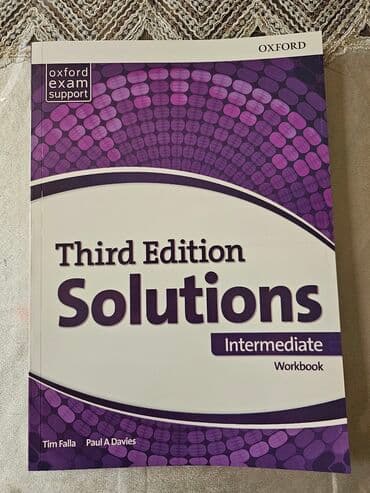 OXFORD
oxford
exam
support
Third Edition
Solutions
Intermediate
Workbook
Tim Falla Paul A Davies